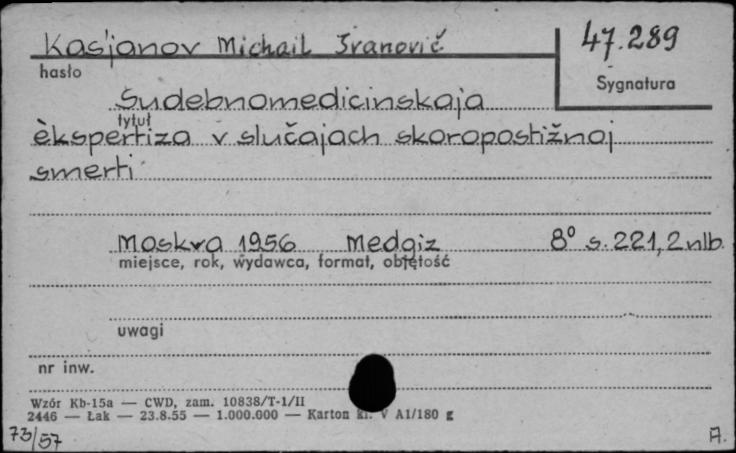 Kas'janov Michail Ivanovič
47.289
hasło
Sygnatura
Sudebnomedicinskaja
tytuł
èkspertiza v slučajach skoropostižnoj
smerti
Moskva 1956 Medgiz 8° s. 221, 2 nlb.
miejsce, rok, wydawca, format, objętość
uwagi
nr inw.
Wzór Kb-15a — CWD, zam. 10838/T-1/II
2446 — Łak — 23.8.55 — 1.000.000 — Karton kl. V A1/180 g
73/57
A.